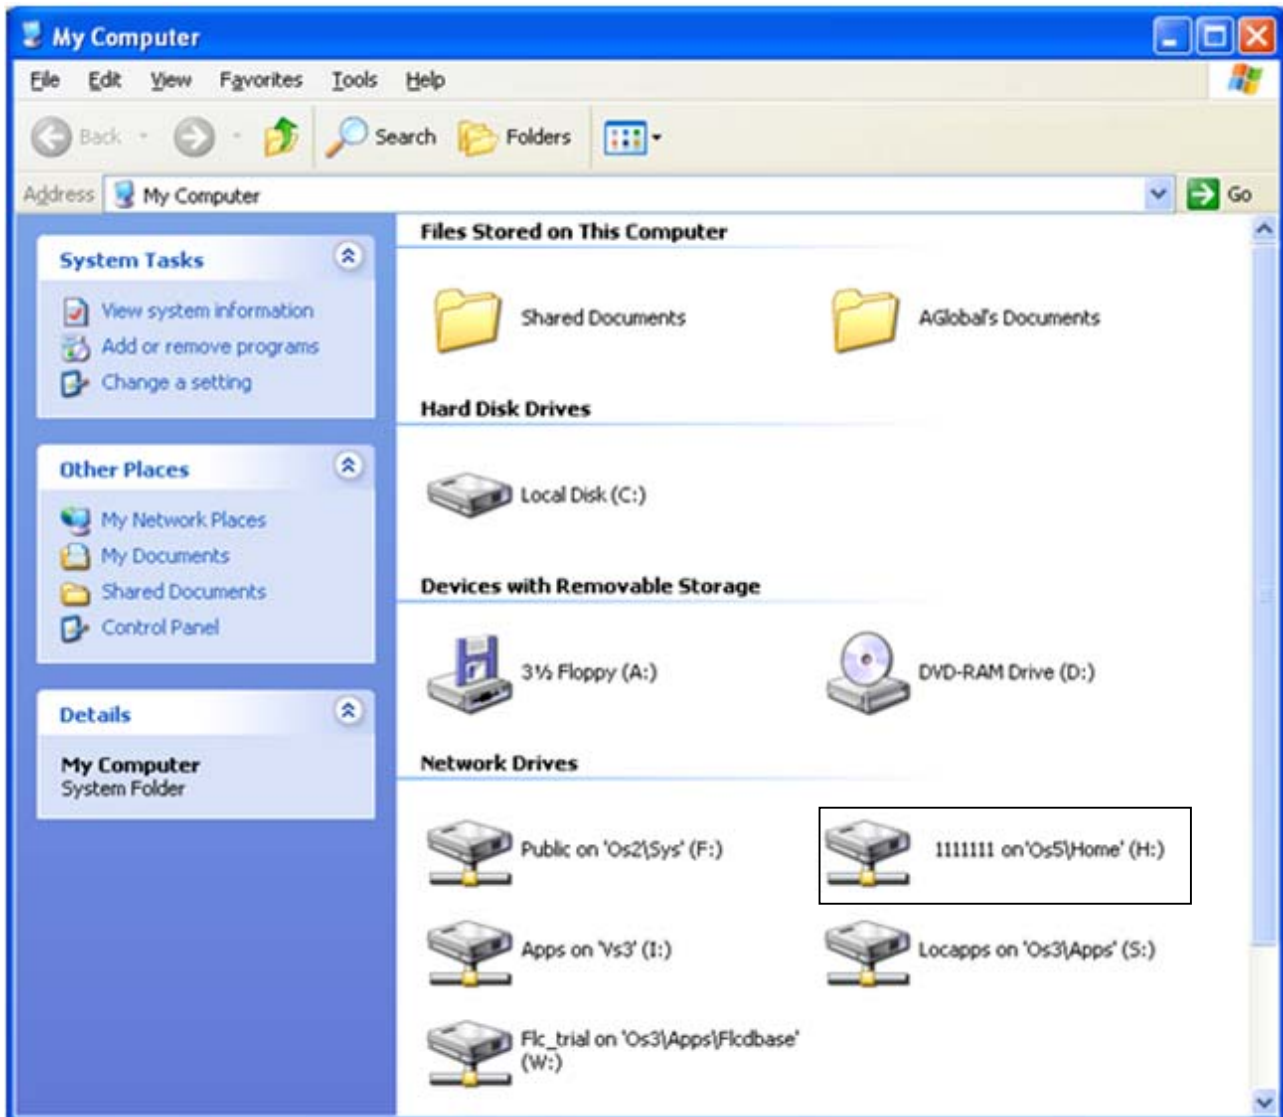 My Computer
File Edit View Favorites Tools Help
Back Search Folders
Address My Computer Go
System Tasks
View system information
Add or remove programs
Change a setting
Other Places
My Network Places
My Documents
Shared Documents
Control Panel
Details
My Computer
System Folder
Files Stored on This Computer
Shared Documents
AGlobal's Documents
Hard Disk Drives
Local Disk (C:)
Devices with Removable Storage
3½ Floppy (A:)
DVD-RAM Drive (D:)
Network Drives
Public on 'Os2\Sys' (F:)
1111111 on'Os5\Home' (H:)
Apps on 'Vs3' (I:)
Locapps on 'Os3\Apps' (S:)
Flc_trial on 'Os3\Apps\Flcdbase'
(W:)